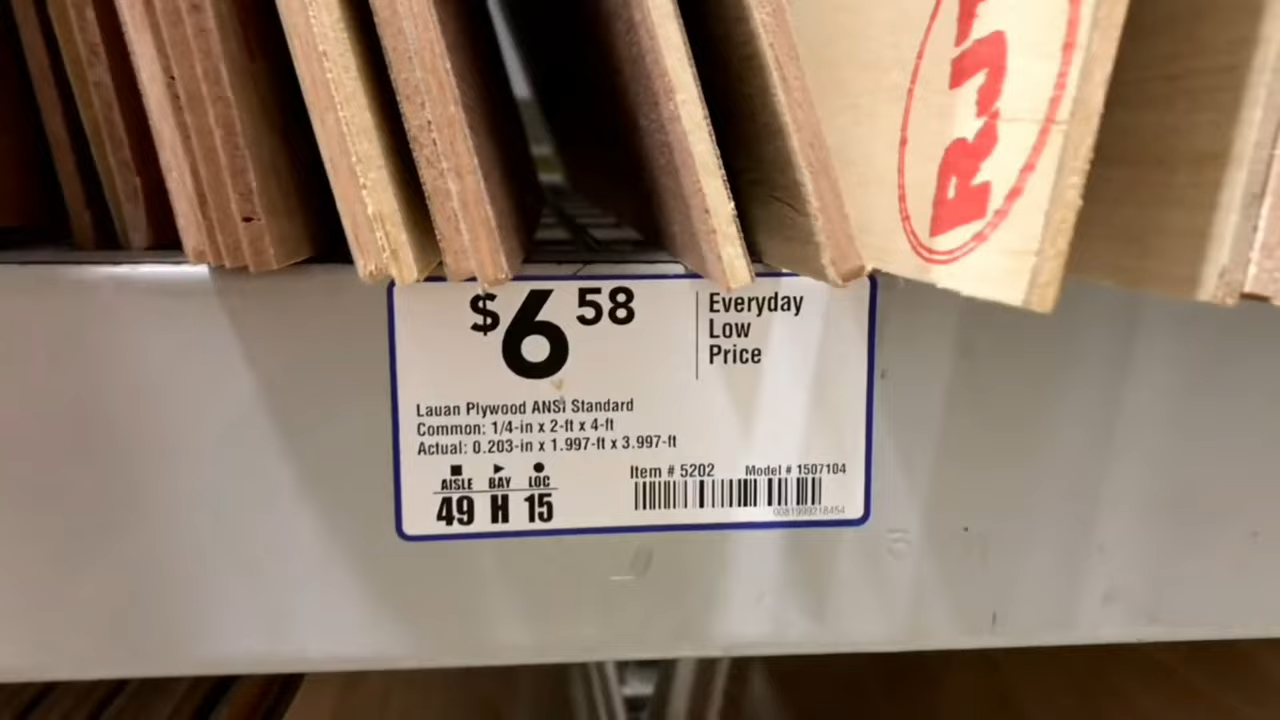 RJT
$6 58
Everyday
Low
Price
Lauan Plywood ANSI Standard
Common: 1/4-in x 2-ft x 4-ft
Actual: 0.203-in x 1.997-ft x 3.997-ft
AISLE BAY LOC
49 H 15
Item # 5202 Model # 1507104
0081999218454